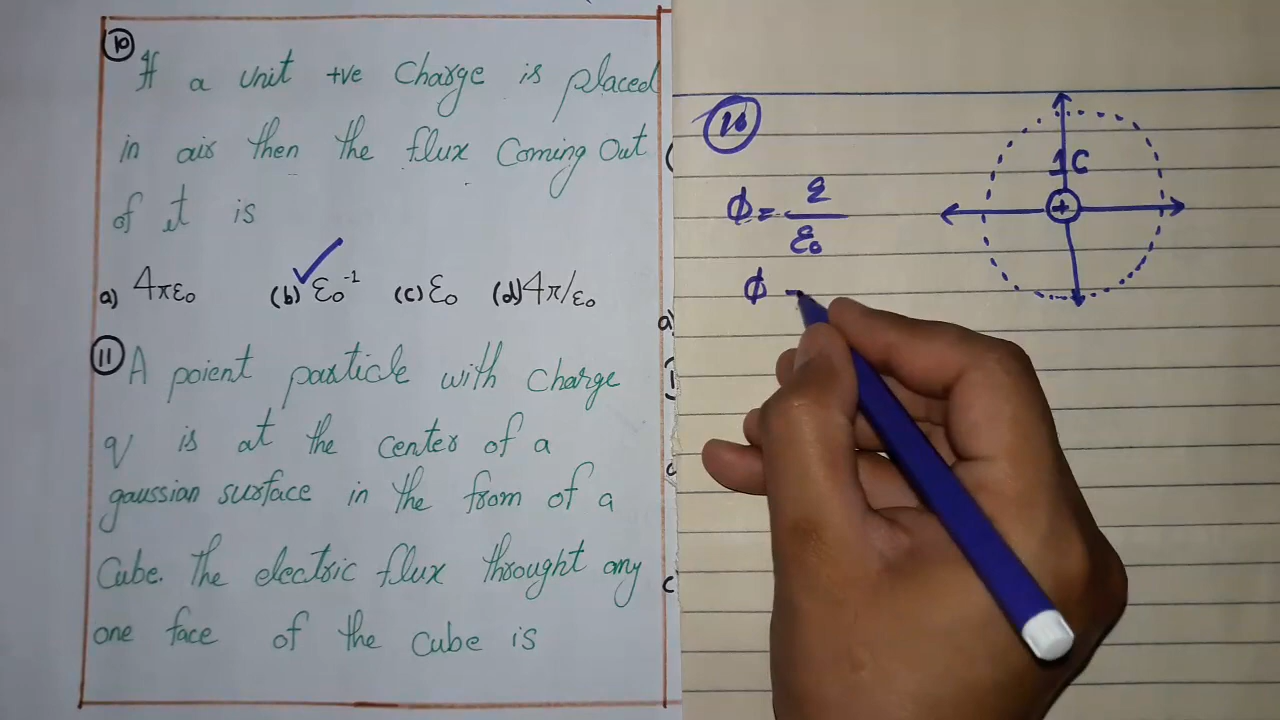 10
If a unit +ve Charge is placed
in air then the flux Coming Out
of it is
a) 4πε₀ (b) ε₀⁻¹ (c) ε₀ (d) 4π/ε₀
11
A poient particle with charge
q is at the center of a
gaussian surface in the from of a
Cube. The electric flux throught any
one face of the cube is
10
1C
+
ϕ = q/ε₀
ϕ =